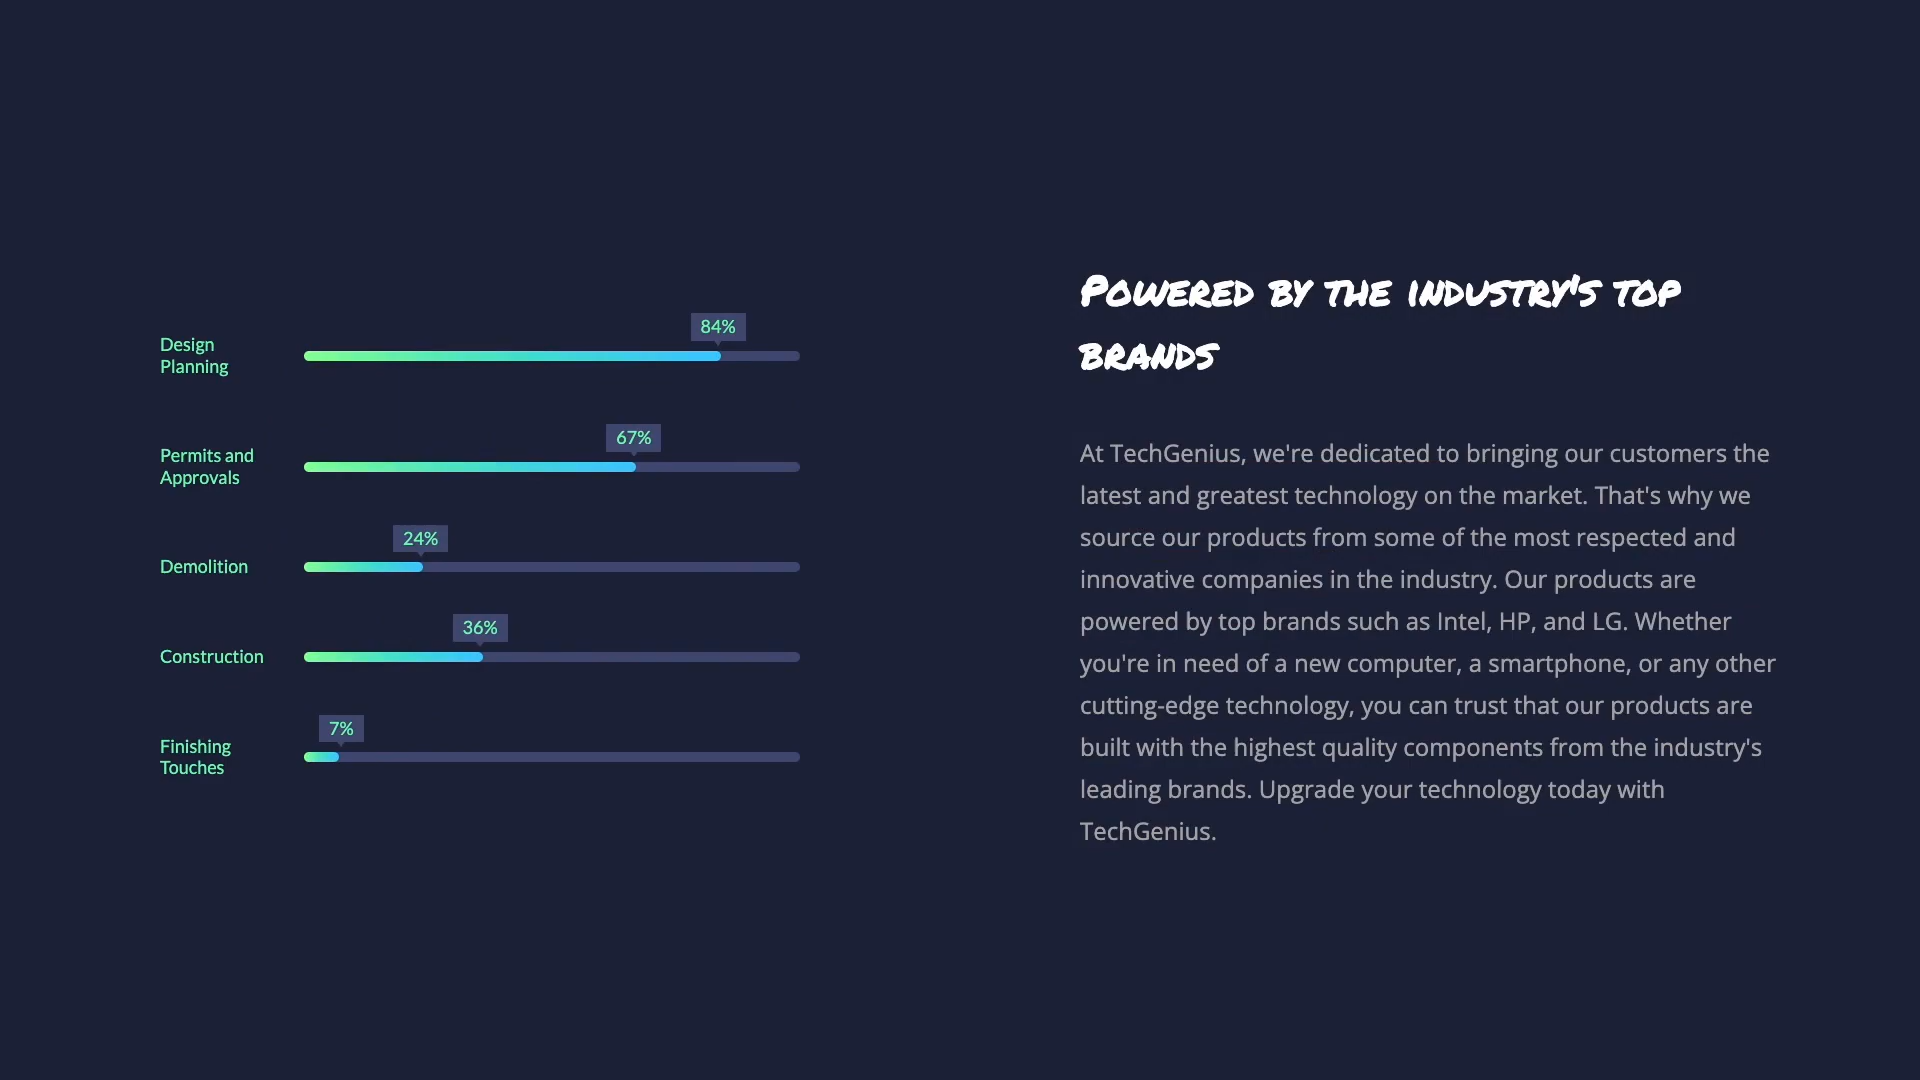 84%
Design
Planning
67%
Permits and
Approvals
24%
Demolition
36%
Construction
7%
Finishing
Touches
Powered by the industry's top
brands
At TechGenius, we're dedicated to bringing our customers the
latest and greatest technology on the market. That's why we
source our products from some of the most respected and
innovative companies in the industry. Our products are
powered by top brands such as Intel, HP, and LG. Whether
you're in need of a new computer, a smartphone, or any other
cutting-edge technology, you can trust that our products are
built with the highest quality components from the industry's
leading brands. Upgrade your technology today with
TechGenius.